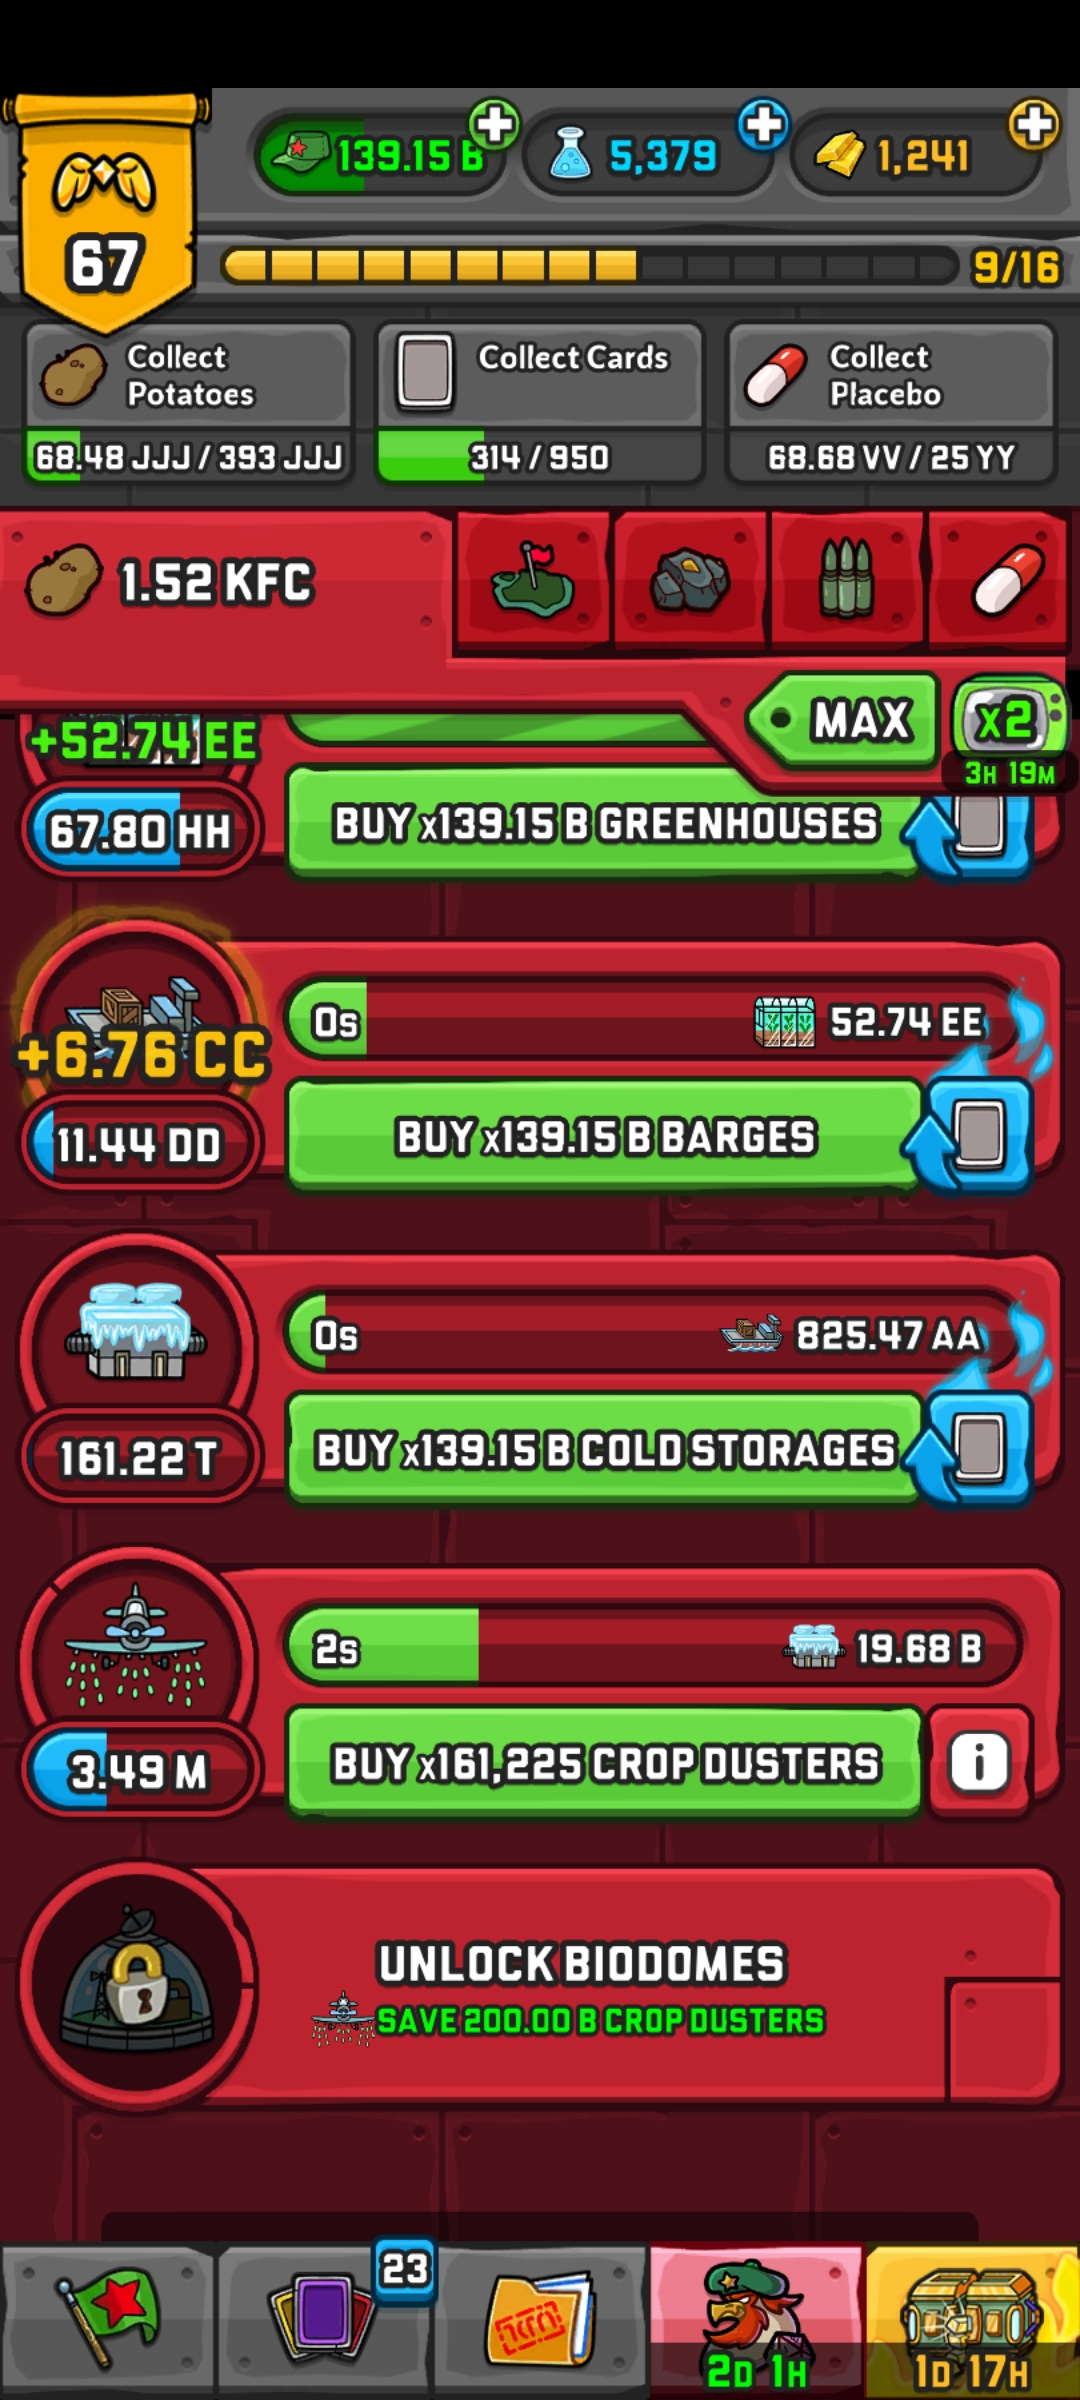 139.15 B
5,379
1,241
67
9/16
Collect
Potatoes
68.48 JJJ / 393 JJJ
Collect Cards
314 / 950
Collect
Placebo
68.68 VV / 25 YY
1.52 KFC
MAX
x2
3H 19M
+52.74 EE
67.80 HH
BUY x139.15 B GREENHOUSES
+6.76 CC
0s
52.74 EE
11.44 DD
BUY x139.15 B BARGES
0s
825.47 AA
161.22 T
BUY x139.15 B COLD STORAGES
2s
19.68 B
3.49 M
BUY x161,225 CROP DUSTERS
i
UNLOCK BIODOMES
SAVE 200.00 B CROP DUSTERS
23
2D 1H
1D 17H